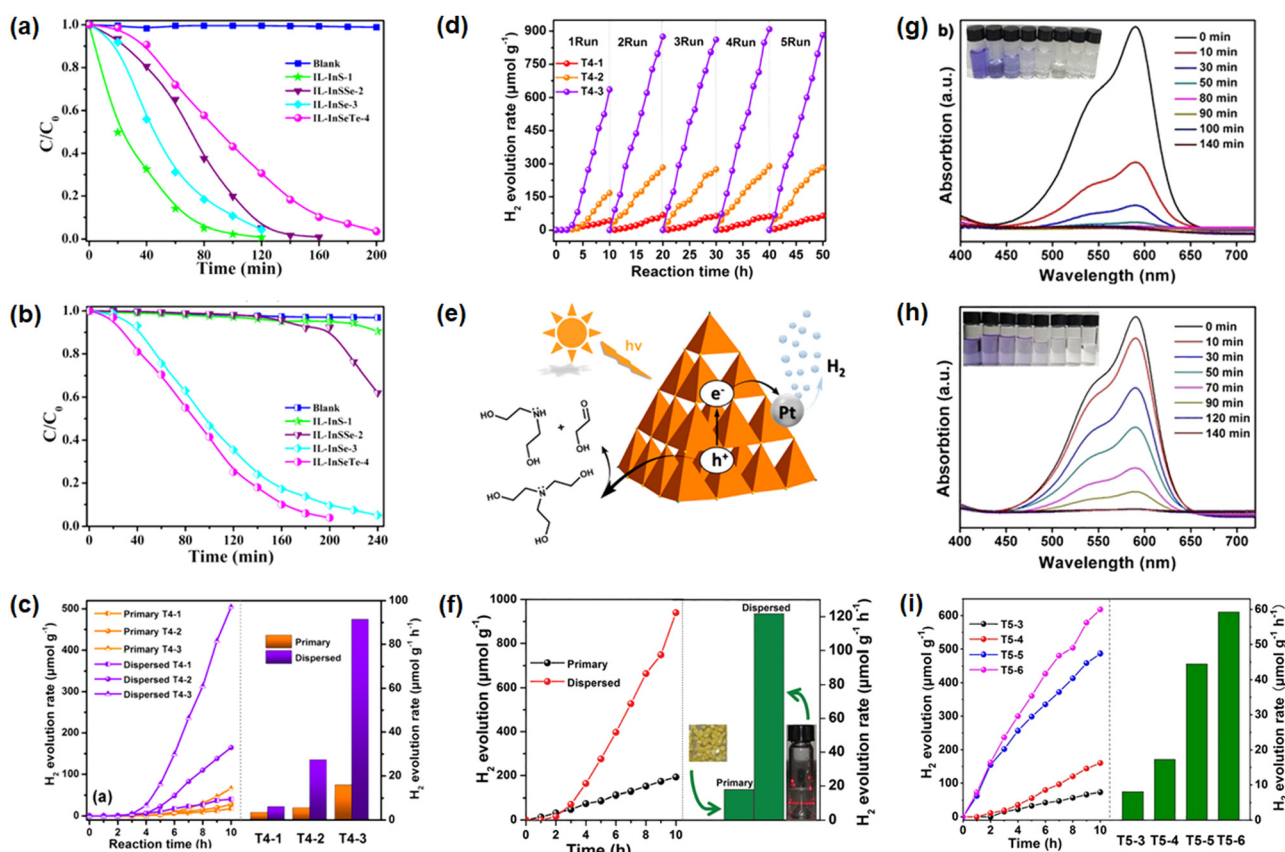 (a)
C/C0
1.0
0.8
0.6
0.4
0.2
0.0
Blank
IL-InS-1
IL-InSSe-2
IL-InSe-3
IL-InSeTe-4
0 40 80 120 160 200
Time (min)
(b)
C/C0
1.0
0.8
0.6
0.4
0.2
0.0
Blank
IL-InS-1
IL-InSSe-2
IL-InSe-3
IL-InSeTe-4
0 40 80 120 160 200 240
Time (min)
(c)
H2 evolution (μmol g-1)
500
400
300
200
100
50
0
Primary T4-1
Primary T4-2
Primary T4-3
Dispersed T4-1
Dispersed T4-2
Dispersed T4-3
(a)
Primary
Dispersed
100
80
60
40
20
0
H2 evolution rate (μmol g-1 h-1)
0 2 4 6 8 10 T4-1 T4-2 T4-3
Reaction time (h)
(d)
H2 evolution rate (μmol g-1)
900
750
600
450
300
150
0
1Run 2Run 3Run 4Run 5Run
T4-1
T4-2
T4-3
0 5 10 15 20 25 30 35 40 45 50
Reaction time (h)
(e)
hν
H2
e-
Pt
h+
HO
NH
OH
+
O
OH
HO
N
OH
OH
HO
(f)
H2 evolution (μmol g-1)
1000
800
600
400
200
0
Primary
Dispersed
Dispersed
Primary
120
100
80
60
40
20
0
H2 evolution rate (μmol g-1 h-1)
0 2 4 6 8 10
Time (h)
(g)
b)
Absorbtion (a.u.)
0 min
10 min
30 min
50 min
80 min
90 min
100 min
140 min
400 450 500 550 600 650 700
Wavelength (nm)
(h)
Absorbtion (a.u.)
0 min
10 min
30 min
50 min
70 min
90 min
120 min
140 min
400 450 500 550 600 650 700
Wavelength (nm)
(i)
H2 evolution (μmol g-1)
600
500
400
300
200
100
0
T5-3
T5-4
T5-5
T5-6
60
50
40
30
20
10
0
H2 evolution rate (μmol g-1 h-1)
0 2 4 6 8 10 T5-3 T5-4 T5-5 T5-6
Time (h)